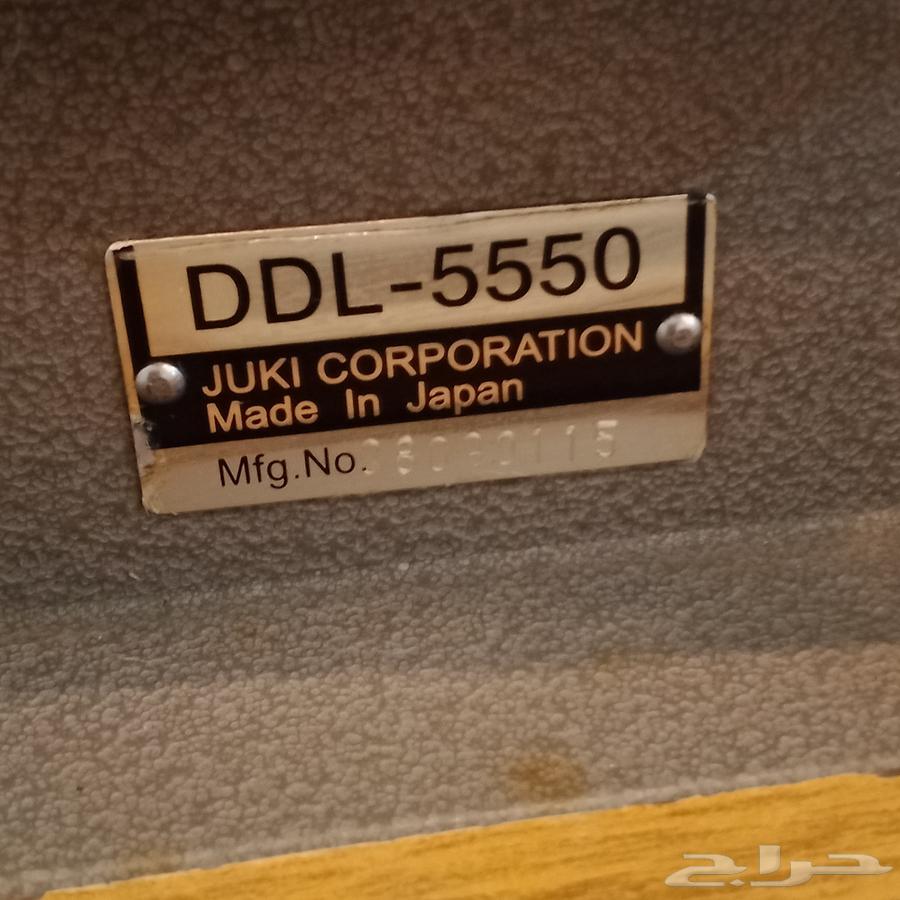 DDL-5550
JUKI CORPORATION
Made In Japan
Mfg.No.
حراج